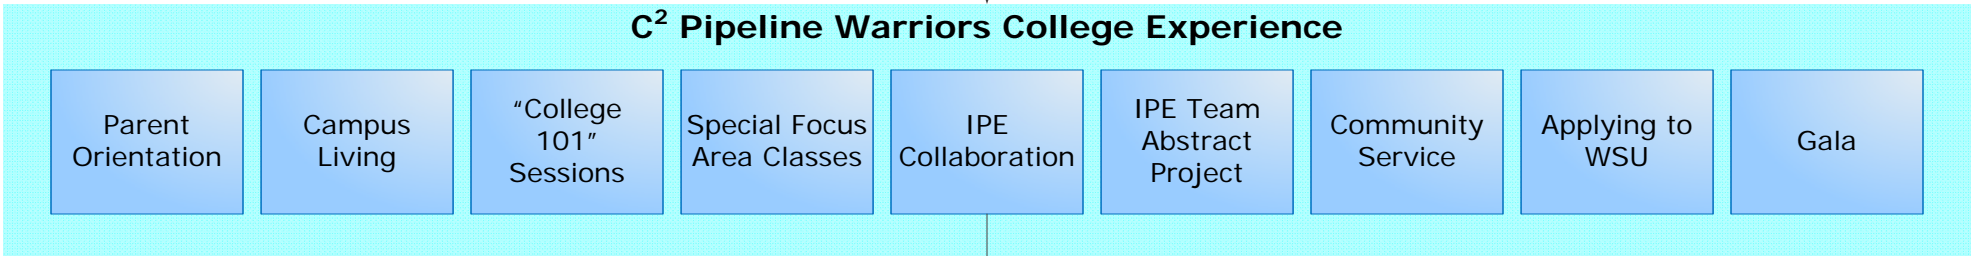 C² Pipeline Warriors College Experience
Parent
Orientation
Campus
Living
“College
101”
Sessions
Special Focus
Area Classes
IPE
Collaboration
IPE Team
Abstract
Project
Community
Service
Applying to
WSU
Gala